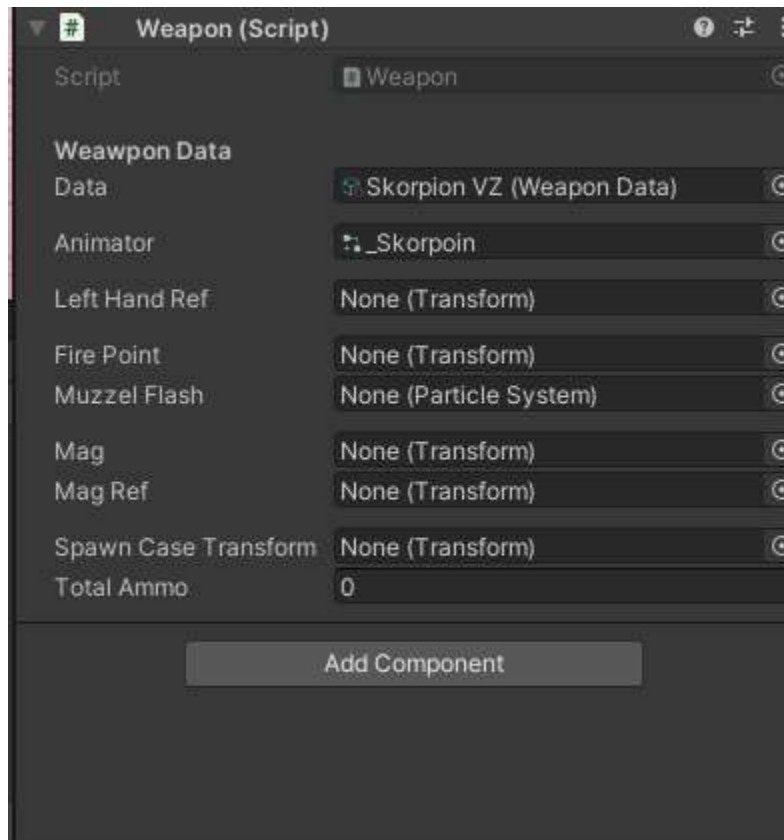 Weapon (Script)
Script Weapon
Weawpon Data
Data Skorpion VZ (Weapon Data)
Animator _Skorpoin
Left Hand Ref None (Transform)
Fire Point None (Transform)
Muzzel Flash None (Particle System)
Mag None (Transform)
Mag Ref None (Transform)
Spawn Case Transform None (Transform)
Total Ammo 0
Add Component